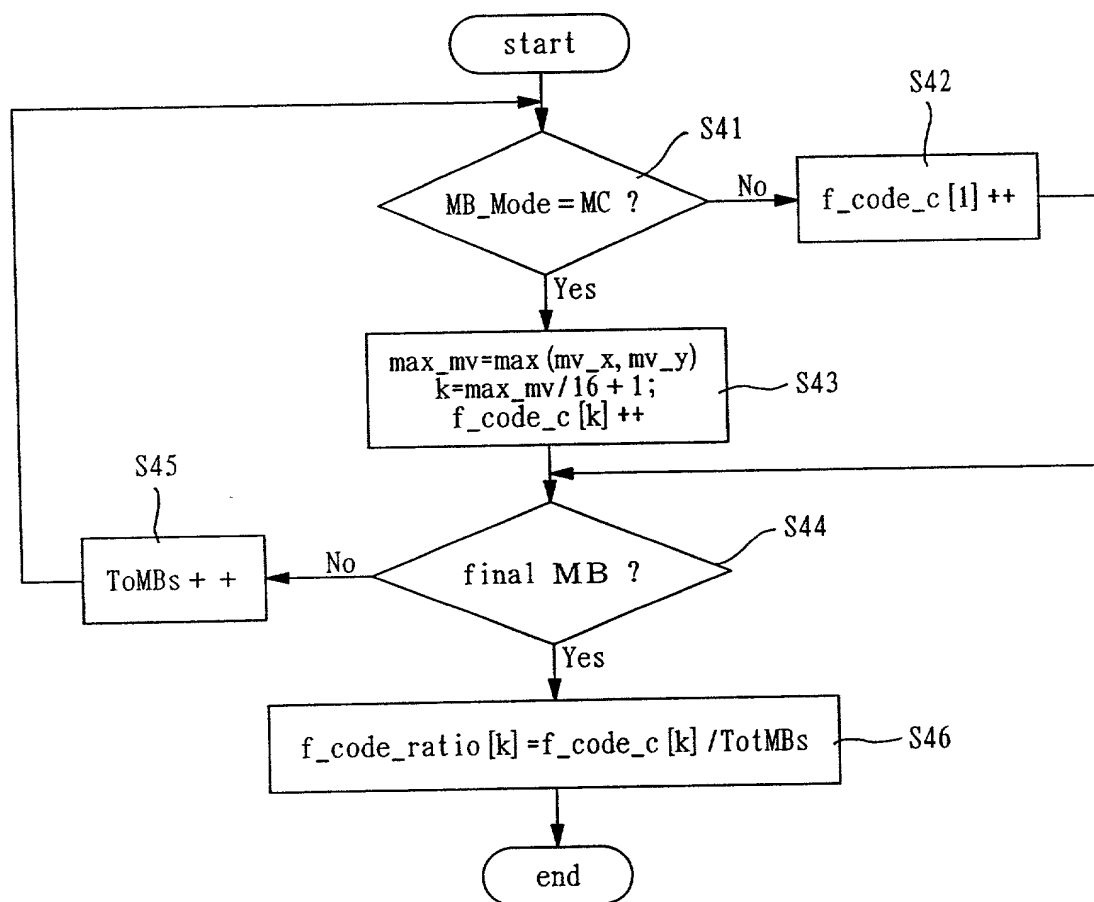 start
S41
MB_Mode=MC ?
No
S42
f_code_c[1]++
Yes
max_mv=max(mv_x, mv_y)
k=max_mv/16+1;
f_code_c[k]++
S43
S45
ToMBs + +
No
final MB ?
S44
Yes
f_code_ratio[k]=f_code_c[k]/TotMBs
S46
end